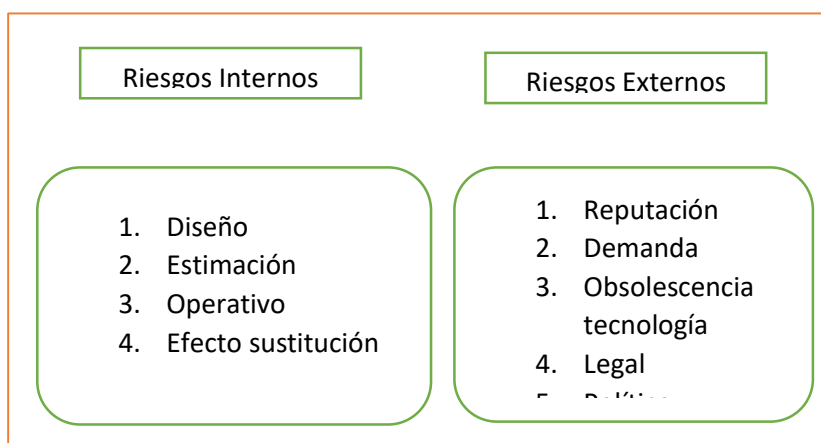 Riesgos Internos
Riesgos Externos
1. Diseño
2. Estimación
3. Operativo
4. Efecto sustitución
1. Reputación
2. Demanda
3. Obsolescencia
tecnología
4. Legal